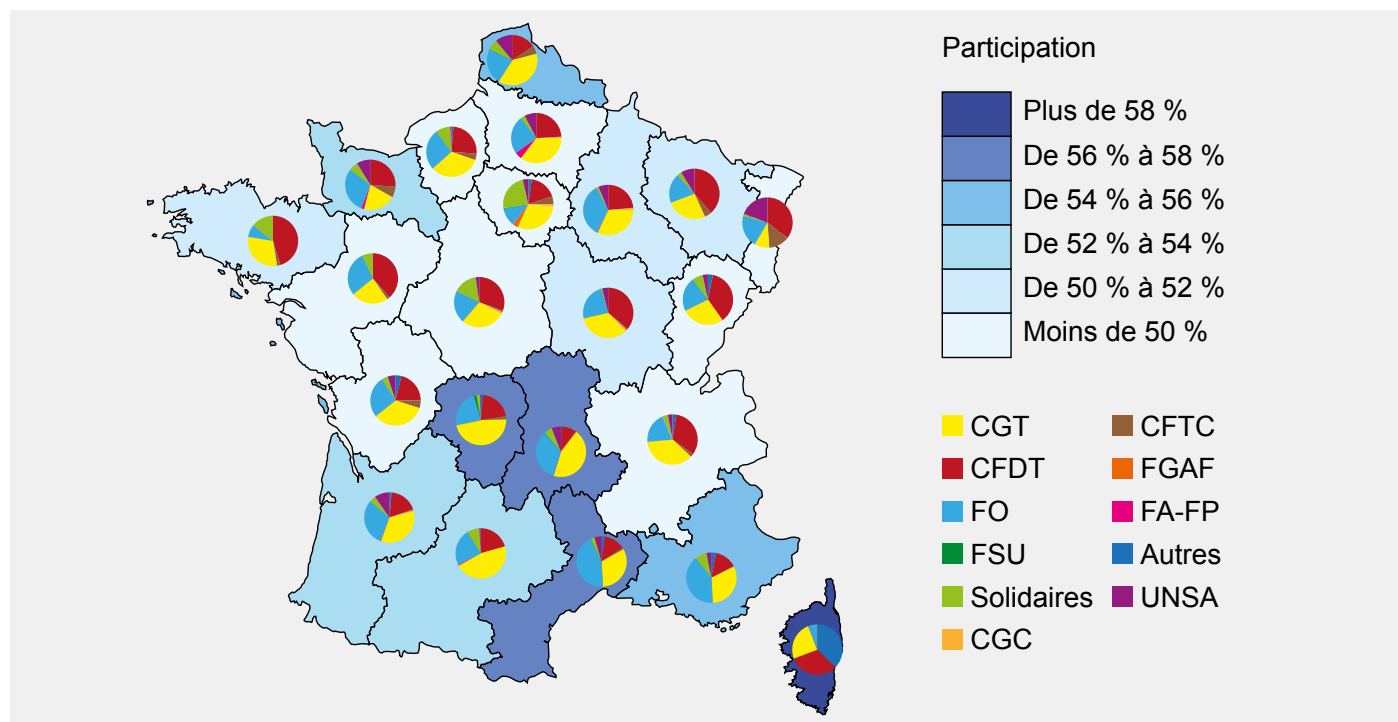 Participation
Plus de 58 %
De 56 % à 58 %
De 54 % à 56 %
De 52 % à 54 %
De 50 % à 52 %
Moins de 50 %
CGT
CFDT
FO
FSU
Solidaires
CGC
CFTC
FGAF
FA-FP
Autres
UNSA